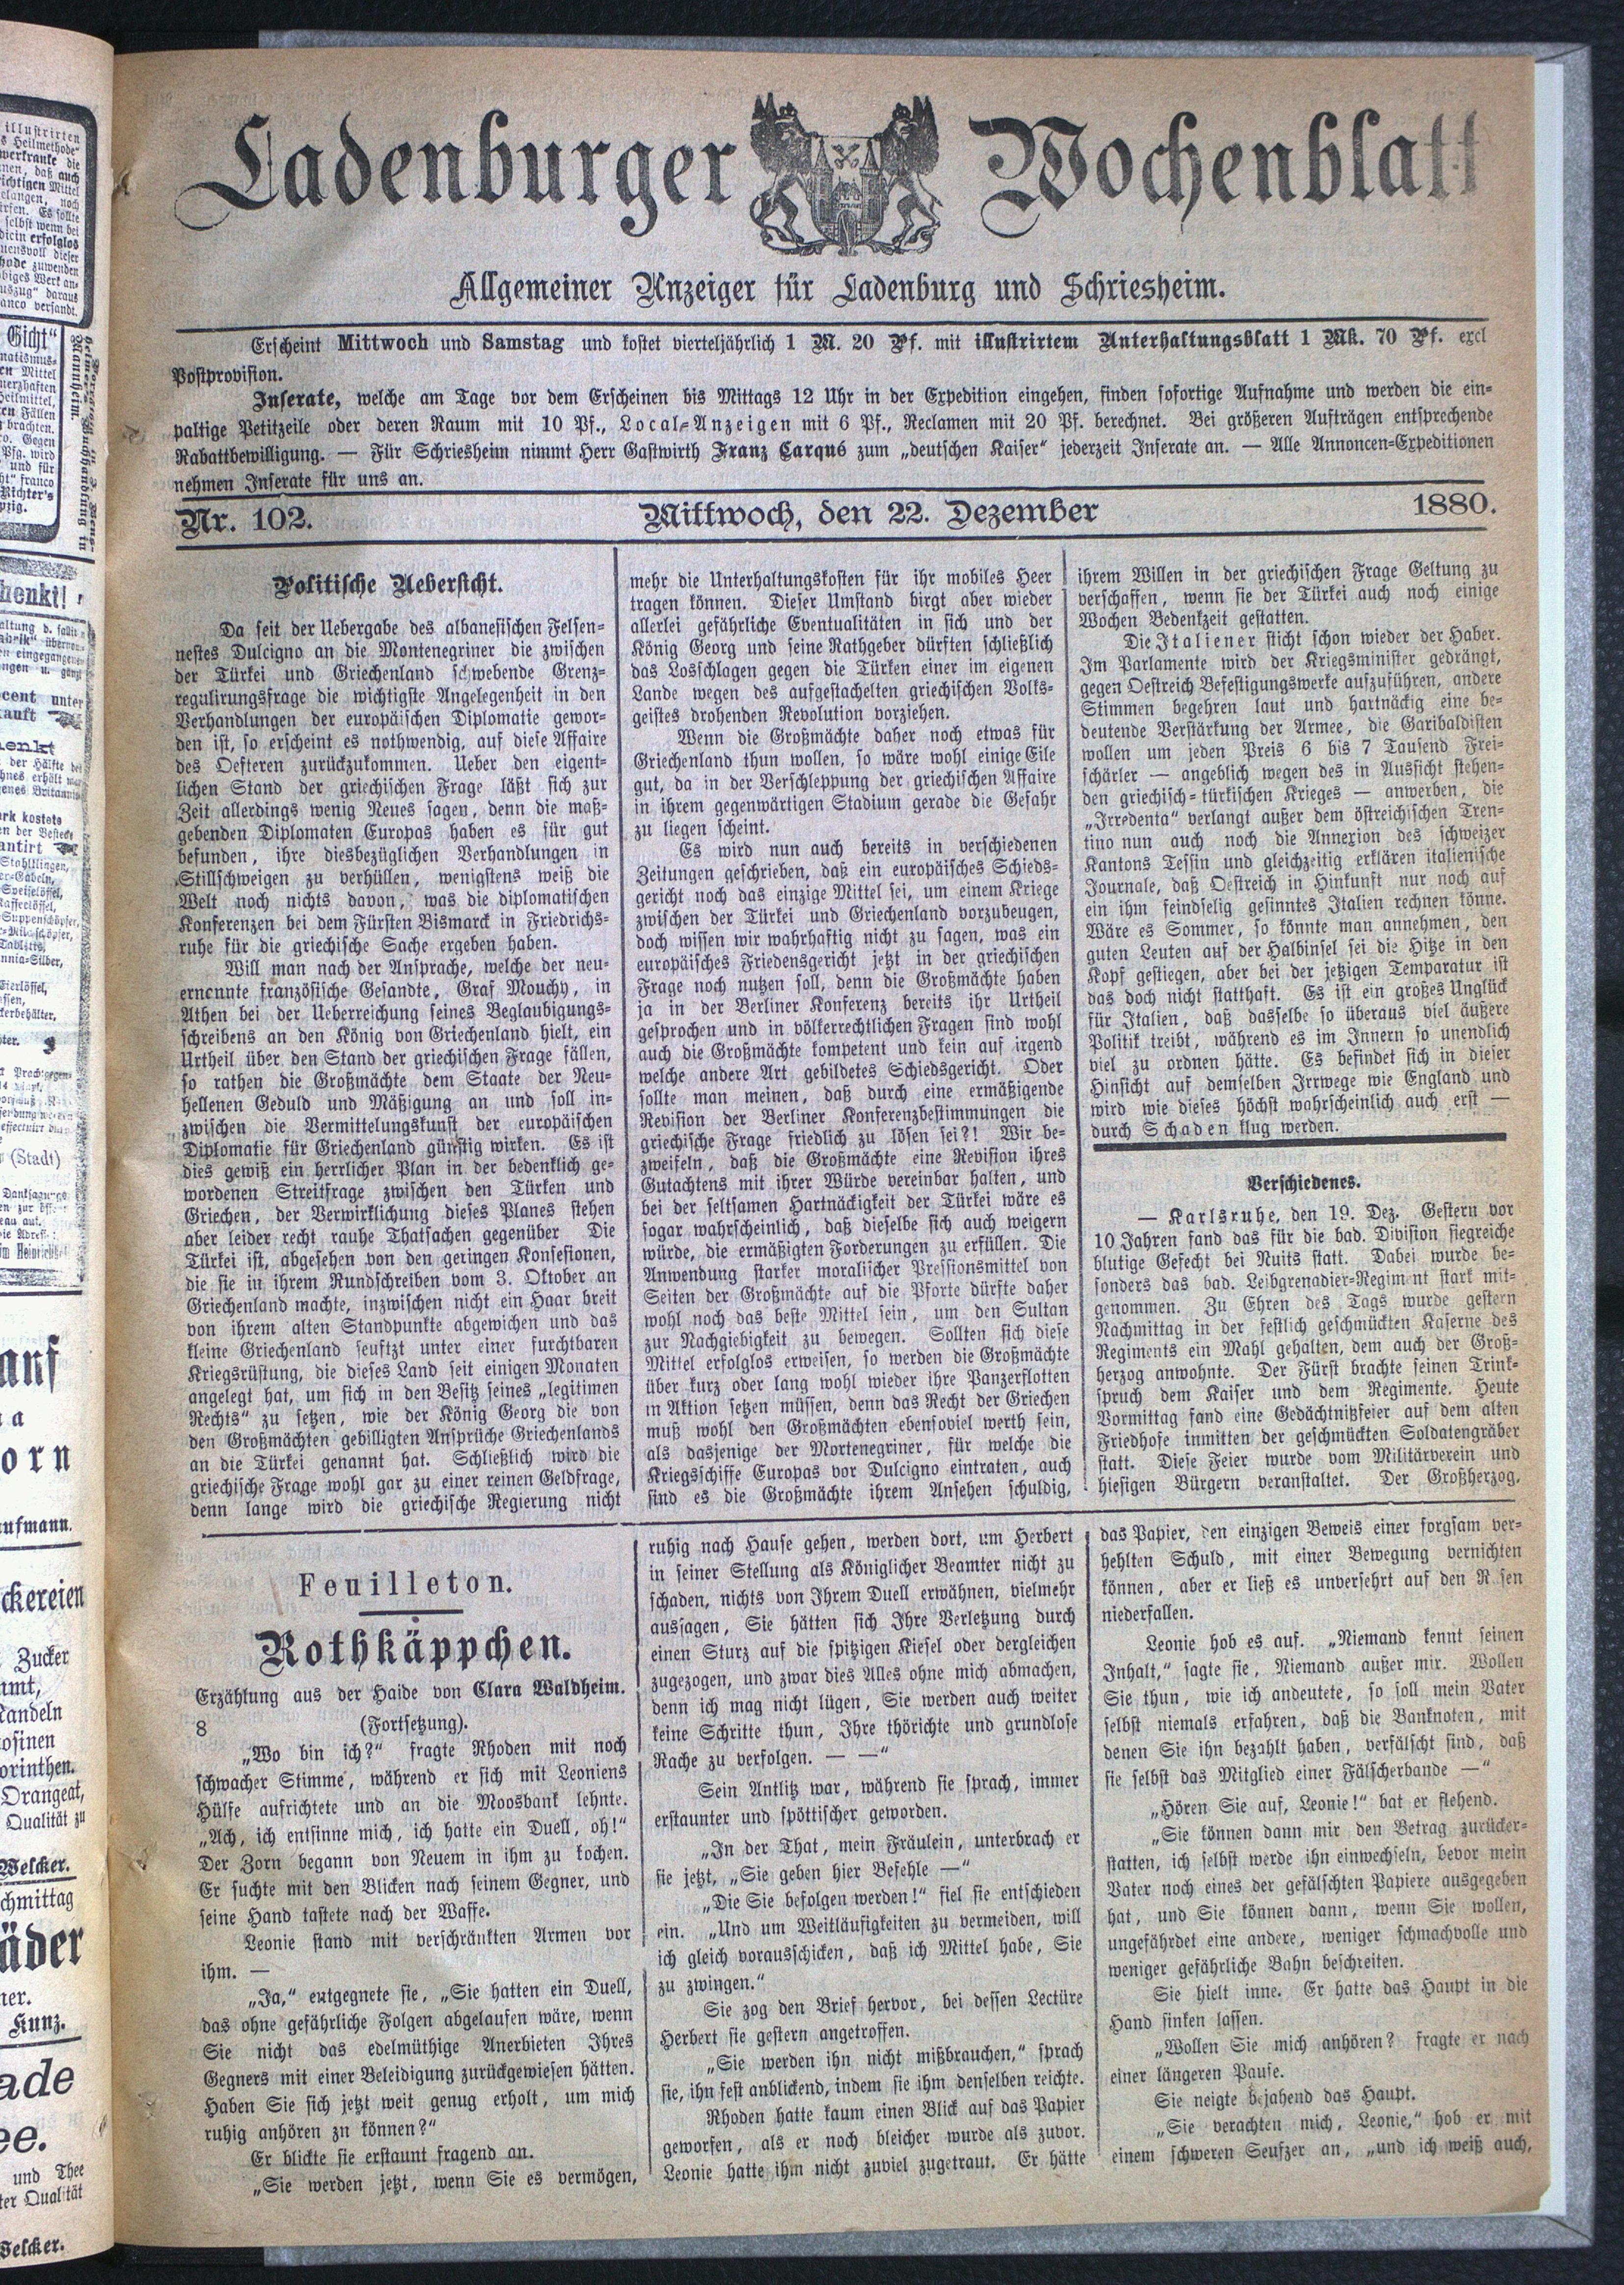 Ladenburger Wochenblatt
Allgemeiner Anzeiger für Ladenburg und Schriesheim.
Erscheint Mittwoch und Samstag und kostet vierteljährlich 1 M. 20 Pf. mit illustrirtem Unterhaltungsblatt 1 Mk. 70 Pf. excl
Postprovision.
Inserate, welche am Tage vor dem Erscheinen bis Mittags 12 Uhr in der Expedition eingehen, finden sofortige Aufnahme und werden die ein-
paltige Petitzeile oder deren Raum mit 10 Pf., Local-Anzeigen mit 6 Pf., Reclamen mit 20 Pf. berechnet. Bei größeren Aufträgen entsprechende
Rabattbewilligung. — Für Schriesheim nimmt Herr Gastwirth Franz Carqué zum „deutschen Kaiser“ jederzeit Inserate an. — Alle Annoncen-Expeditionen
nehmen Inserate für uns an.
Nr. 102. Mittwoch, den 22. Dezember 1880.
Politische Uebersicht.
Da seit der Uebergabe des albanesischen Felsen-
nestes Dulcigno an die Montenegriner die zwischen
der Türkei und Griechenland schwebende Grenz-
regulirungsfrage die wichtigste Angelegenheit in den
Verhandlungen der europäischen Diplomatie gewor-
den ist, so erscheint es nothwendig, auf diese Affaire
des Oefteren zurückzukommen. Ueber den eigent-
lichen Stand der griechischen Frage läßt sich zur
Zeit allerdings wenig Neues sagen, denn die maß-
gebenden Diplomaten Europas haben es für gut
befunden, ihre diesbezüglichen Verhandlungen in
Stillschweigen zu verhüllen, wenigstens weiß die
Welt noch nichts davon, was die diplomatischen
Konferenzen bei dem Fürsten Bismarck in Friedrichs-
ruhe für die griechische Sache ergeben haben.
Will man nach der Ansprache, welche der neu-
ernannte französische Gesandte, Graf Mouchy, in
Athen bei der Ueberreichung seines Beglaubigungs-
schreibens an den König von Griechenland hielt, ein
Urtheil über den Stand der griechischen Frage fällen,
so rathen die Großmächte dem Staate der Neu-
hellenen Geduld und Mäßigung an und soll in-
zwischen die Vermittelungskunst der europäischen
Diplomatie für Griechenland günstig wirken. Es ist
dies gewiß ein herrlicher Plan in der bedenklich ge-
wordenen Streitfrage zwischen den Türken und
Griechen, der Verwirklichung dieses Planes stehen
aber leider recht rauhe Thatsachen gegenüber Die
Türkei ist, abgesehen von den geringen Konsesionen,
die sie in ihrem Rundschreiben vom 3. Oktober an
Griechenland machte, inzwischen nicht ein Haar breit
von ihrem alten Standpunkte abgewichen und das
kleine Griechenland seuftzt unter einer furchtbaren
Kriegsrüstung, die dieses Land seit einigen Monaten
angelegt hat, um sich in den Besitz seines „legitimen
Rechts“ zu setzen, wie der König Georg die von
den Großmächten gebilligten Ansprüche Griechenlands
an die Türkei genannt hat. Schließlich wird die
griechische Frage wohl gar zu einer reinen Geldfrage,
denn lange wird die griechische Regierung nicht
mehr die Unterhaltungskosten für ihr mobiles Heer
tragen können. Dieser Umstand birgt aber wieder
allerlei gefährliche Eventualitäten in sich und der
König Georg und seine Rathgeber dürften schließlich
das Losschlagen gegen die Türken einer im eigenen
Lande wegen des aufgestachelten griechischen Volks-
geistes drohenden Revolution vorziehen.
Wenn die Großmächte daher noch etwas für
Griechenland thun wollen, so wäre wohl einige Eile
gut, da in der Verschleppung der griechischen Affaire
in ihrem gegenwärtigen Stadium gerade die Gefahr
zu liegen scheint.
Es wird nun auch bereits in verschiedenen
Zeitungen geschrieben, daß ein europäisches Schieds-
gericht noch das einzige Mittel sei, um einem Kriege
zwischen der Türkei und Griechenland vorzubeugen,
doch wissen wir wahrhaftig nicht zu sagen, was ein
europäisches Friedensgericht jetzt in der griechischen
Frage noch nutzen soll, denn die Großmächte haben
ja in der Berliner Konferenz bereits ihr Urtheil
gesprochen und in völkerrechtlichen Fragen sind wohl
auch die Großmächte kompetent und kein auf irgend
welche andere Art gebildetes Schiedsgericht. Oder
sollte man meinen, daß durch eine ermäßigende
Revision der Berliner Konferenzbestimmungen die
griechische Frage friedlich zu lösen sei?! Wir be-
zweifeln, daß die Großmächte eine Revision ihres
Gutachtens mit ihrer Würde vereinbar halten, und
bei der seltsamen Hartnäckigkeit der Türkei wäre es
sogar wahrscheinlich, daß dieselbe sich auch weigern
würde, die ermäßigten Forderungen zu erfüllen. Die
Anwendung starker moralischer Pressionsmittel von
Seiten der Großmächte auf die Pforte dürfte daher
wohl noch das beste Mittel sein, um den Sultan
zur Nachgiebigkeit zu bewegen. Sollten sich diese
Mittel erfolglos erweisen, so werden die Großmächte
über kurz oder lang wohl wieder ihre Panzerflotten
in Aktion setzen müssen, denn das Recht der Griechen
muß wohl den Großmächten ebensoviel werth sein,
als dasjenige der Mortenegriner, für welche die
Kriegsschiffe Europas vor Dulcigno eintraten, auch
sind es die Großmächte ihrem Ansehen schuldig,
ihrem Willen in der griechischen Frage Geltung zu
verschaffen, wenn sie der Türkei auch noch einige
Wochen Bedenkzeit gestatten.
Die Italiener sticht schon wieder der Haber.
Im Parlamente wird der Kriegsminister gedrängt,
gegen Oestreich Befestigungswerke aufzuführen, andere
Stimmen begehren laut und hartnäckig eine be-
deutende Verstärkung der Armee, die Garibaldisten
wollen um jeden Preis 6 bis 7 Tausend Frei-
schärler — angeblich wegen des in Aussicht stehen-
den griechisch-türkischen Krieges — anwerben, die
„Irredenta“ verlangt außer dem östreichischen Tren-
tino nun auch noch die Annexion des schweizer
Kantons Tessin und gleichzeitig erklären italienische
Journale, daß Oestreich in Hinkunft nur noch auf
ein ihm feindselig gesinntes Italien rechnen könne.
Wäre es Sommer, so könnte man annehmen, den
guten Leuten auf der Halbinsel sei die Hitze in den
Kopf gestiegen, aber bei der jetzigen Temparatur ist
das doch nicht statthaft. Es ist ein großes Unglück
für Italien, daß dasselbe so überaus viel äußere
Politik treibt, während es im Innern so unendlich
viel zu ordnen hätte. Es befindet sich in dieser
Hinsicht auf demselben Irrwege wie England und
wird wie dieses höchst wahrscheinlich auch erst —
durch Schaden klug werden.
Verschiedenes.
— Karlsruhe, den 19. Dez. Gestern vor
10 Jahren fand das für die bad. Division siegreiche
blutige Gefecht bei Nuits statt. Dabei wurde be-
sonders das bad. Leibgrenadier-Regim nt stark mit-
genommen. Zu Ehren des Tags wurde gestern
Nachmittag in der festlich geschmückten Kaserne des
Regiments ein Mahl gehalten, dem auch der Groß-
herzog anwohnte. Der Fürst brachte seinen Trink-
spruch dem Kaiser und dem Regimente. Heute
Vormittag fand eine Gedächtnißfeier auf dem alten
Friedhofe inmitten der geschmückten Soldatengräber
statt. Diese Feier wurde vom Militärverein und
hiesigen Bürgern veranstaltet. Der Großherzog.
Feuilleton.
Rothkäppchen.
Erzählung aus der Haide von Clara Waldheim.
8 (Fortsetzung).
„Wo bin ich?“ fragte Rhoden mit noch
schwacher Stimme, während er sich mit Leoniens
Hülfe aufrichtete und an die Moosbank lehnte.
„Ach, ich entsinne mich, ich hatte ein Duell, oh!“
Der Zorn begann von Neuem in ihm zu kochen.
Er suchte mit den Blicken nach seinem Gegner, und
seine Hand tastete nach der Waffe.
Leonie stand mit verschränkten Armen vor
ihm. —
„Ja,“ entgegnete sie, „Sie hatten ein Duell,
das ohne gefährliche Folgen abgelaufen wäre, wenn
Sie nicht das edelmüthige Anerbieten Ihres
Gegners mit einer Beleidigung zurückgewiesen hätten.
Haben Sie sich jetzt weit genug erholt, um mich
ruhig anhören zu können?“
Er blickte sie erstaunt fragend an.
„Sie werden jetzt, wenn Sie es vermögen,
ruhig nach Hause gehen, werden dort, um Herbert
in seiner Stellung als Königlicher Beamter nicht zu
schaden, nichts von Ihrem Duell erwähnen, vielmehr
aussagen, Sie hätten sich Ihre Verletzung durch
einen Sturz auf die spitzigen Kiesel oder dergleichen
zugezogen, und zwar dies Alles ohne mich abmachen,
denn ich mag nicht lügen, Sie werden auch weiter
keine Schritte thun, Ihre thörichte und grundlose
Rache zu verfolgen. — —“
Sein Antlitz war, während sie sprach, immer
erstaunter und spöttischer geworden.
„In der That, mein Fräulein, unterbrach er
sie jetzt, „Sie geben hier Befehle —“
„Die Sie befolgen werden!“ fiel sie entschieden
ein. „Und um Weitläufigkeiten zu vermeiden, will
ich gleich vorausschicken, daß ich Mittel habe, Sie
zu zwingen.“
Sie zog den Brief hervor, bei dessen Lectüre
Herbert sie gestern angetroffen.
„Sie werden ihn nicht mißbrauchen,“ sprach
sie, ihn fest anblickend, indem sie ihm denselben reichte.
Rhoden hatte kaum einen Blick auf das Papier
geworfen, als er noch bleicher wurde als zuvor.
Leonie hatte ihm nicht zuviel zugetraut. Er hätte
das Papier, den einzigen Beweis einer sorgsam ver-
hehlten Schuld, mit einer Bewegung vernichten
können, aber er ließ es unversehrt auf den R sen
niederfallen.
Leonie hob es auf. „Niemand kennt seinen
Inhalt,“ sagte sie, Niemand außer mir. Wollen
Sie thun, wie ich andeutete, so soll mein Vater
selbst niemals erfahren, daß die Banknoten, mit
denen Sie ihn bezahlt haben, verfälscht sind, daß
sie selbst das Mitglied einer Fälscherbande —“
„Hören Sie auf, Leonie!“ bat er flehend.
„Sie können dann mir den Betrag zurücker-
statten, ich selbst werde ihn einwechseln, bevor mein
Vater noch eines der gefälschten Papiere ausgegeben
hat, und Sie können dann, wenn Sie wollen,
ungefährdet eine andere, weniger schmachvolle und
weniger gefährliche Bahn beschreiten.
Sie hielt inne. Er hatte das Haupt in die
Hand sinken lassen.
„Wollen Sie mich anhören? fragte er nach
einer längeren Pause.
Sie neigte bejahend das Haupt.
„Sie verachten mich, Leonie,“ hob er mit
einem schweren Seufzer an, „und ich weiß auch,